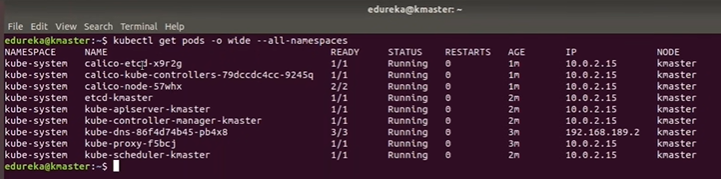 edureka@kmaster: ~
File Edit View Search Terminal Help
edureka@kmaster:~$ kubectl get pods -o wide --all-namespaces
NAMESPACE NAME READY STATUS RESTARTS AGE IP NODE
kube-system calico-etcd-x9r2g 1/1 Running 0 1m 10.0.2.15 kmaster
kube-system calico-kube-controllers-79dccdc4cc-9245q 1/1 Running 0 1m 10.0.2.15 kmaster
kube-system calico-node-57whx 2/2 Running 0 1m 10.0.2.15 kmaster
kube-system etcd-kmaster 1/1 Running 0 2m 10.0.2.15 kmaster
kube-system kube-apiserver-kmaster 1/1 Running 0 2m 10.0.2.15 kmaster
kube-system kube-controller-manager-kmaster 1/1 Running 0 2m 10.0.2.15 kmaster
kube-system kube-dns-86f4d74b45-pb4x8 3/3 Running 0 3m 192.168.189.2 kmaster
kube-system kube-proxy-f5bcj 1/1 Running 0 3m 10.0.2.15 kmaster
kube-system kube-scheduler-kmaster 1/1 Running 0 2m 10.0.2.15 kmaster
edureka@kmaster:~$